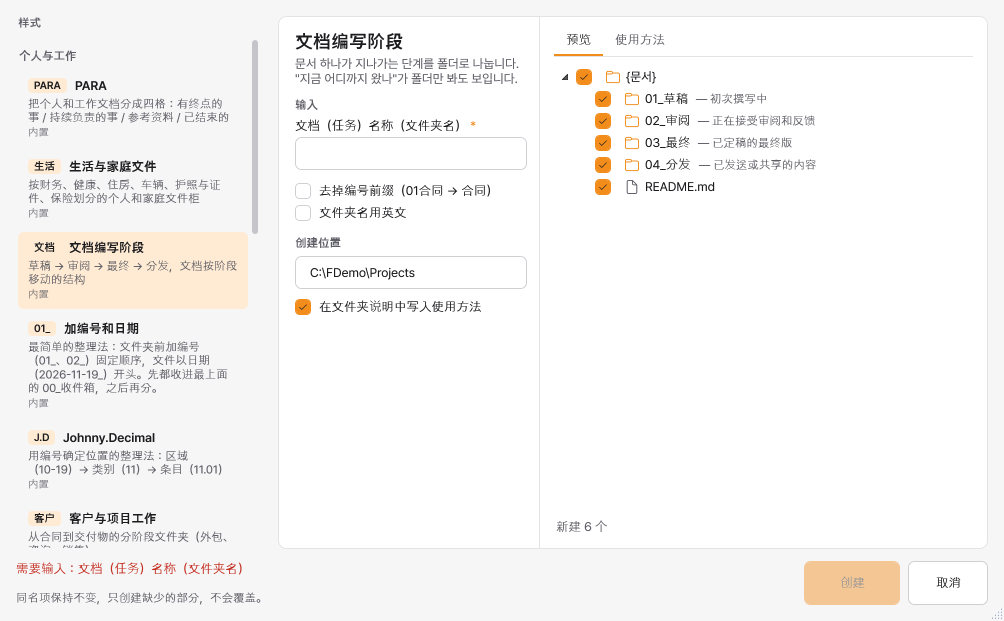 样式
个人与工作
PARA PARA
把个人和工作文档分成四格：有终点的
事 / 持续负责的事 / 参考资料 / 已结束的
内置
生活 生活与家庭文件
按财务、健康、住房、车辆、护照与证
件、保险划分的个人和家庭文件柜
内置
文档 文档编写阶段
草稿 → 审阅 → 最终 → 分发，文档按阶段
移动的结构
内置
01_ 加编号和日期
最简单的整理法：文件夹前加编号
（01_、02_）固定顺序，文件以日期
（2026-11-19_）开头。先都收进最上面
的 00_收件箱，之后再分。
内置
J.D Johnny.Decimal
用编号确定位置的整理法：区域
（10-19）→ 类别（11）→ 条目（11.01）
内置
客户 客户与项目工作
从合同到交付物的分阶段文件夹（外包、
需要输入：文档（任务）名称（文件夹名）
同名项保持不变，只创建缺少的部分，不会覆盖。
文档编写阶段
문서 하나가 지나가는 단계를 폴더로 나눕니다.
"지금 어디까지 왔나"가 폴더만 봐도 보입니다.
输入
文档（任务）名称（文件夹名） *
去掉编号前缀（01合同 → 合同）
文件夹名用英文
创建位置
C:\FDemo\Projects
在文件夹说明中写入使用方法
预览 使用方法
{문서}
01_草稿 — 初次撰写中
02_审阅 — 正在接受审阅和反馈
03_最终 — 已定稿的最终版
04_分发 — 已发送或共享的内容
README.md
新建 6 个
创建 取消